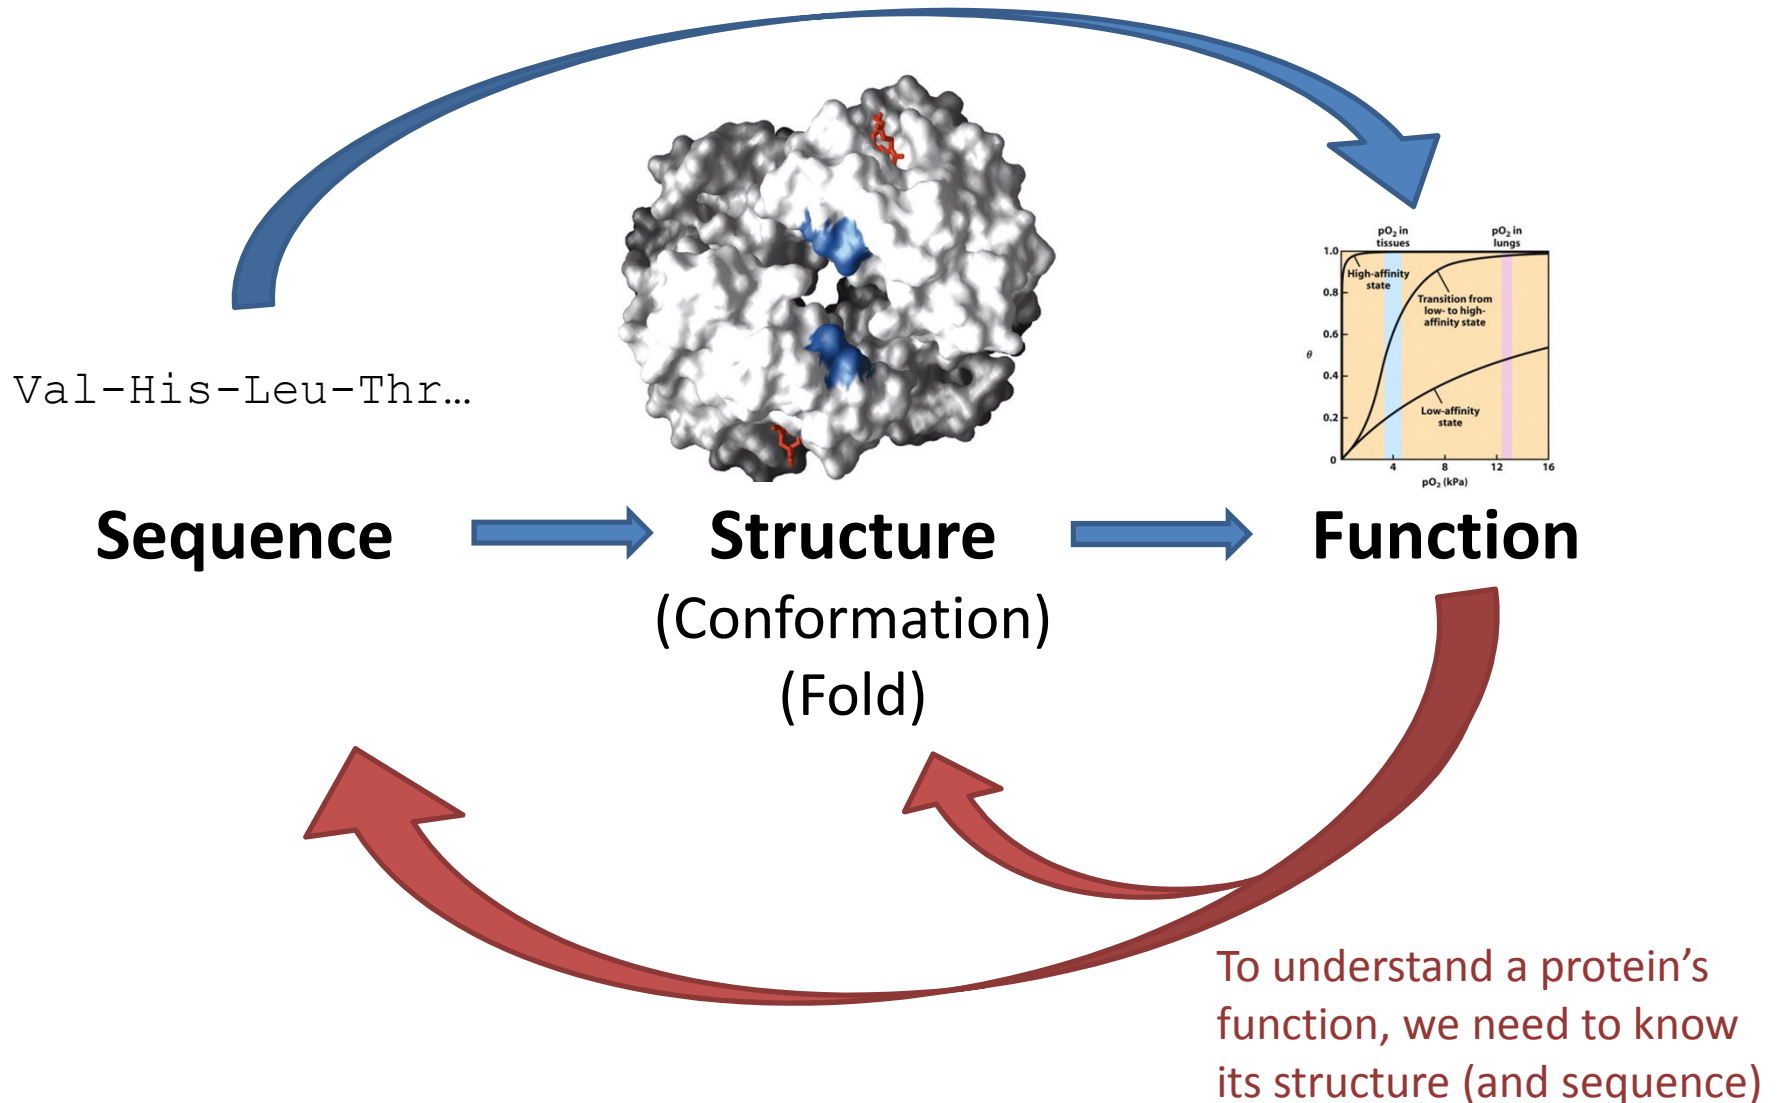 pO₂ in
tissues
pO₂ in
lungs
1.0
High-affinity
state
0.8
Transition from
low- to high-
affinity state
0.6
θ
0.4
Low-affinity
state
0.2
0
4
8
12
16
pO₂ (kPa)
Val-His-Leu-Thr…
Sequence
Structure
Function
(Conformation)
(Fold)
To understand a protein’s
function, we need to know
its structure (and sequence)